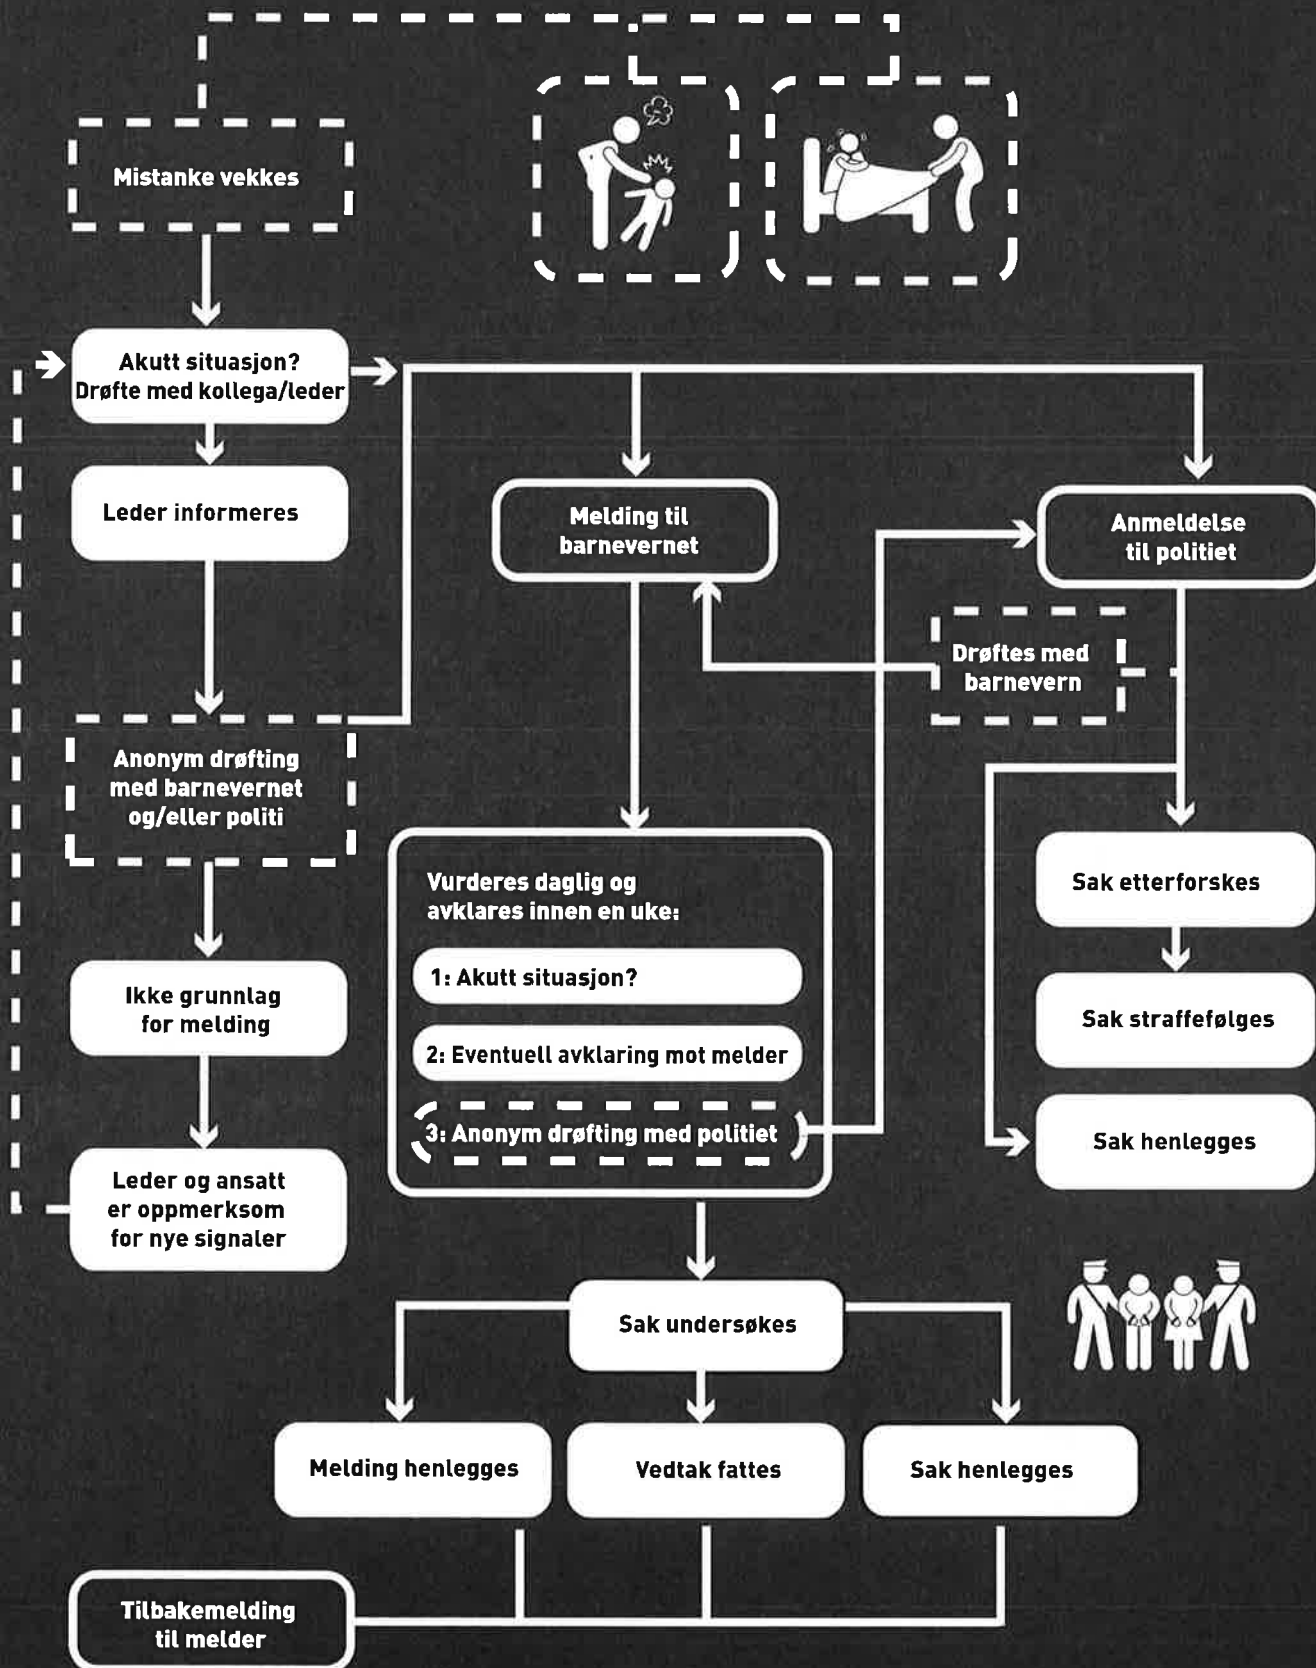 Mistanke vekkes
Akutt situasjon?
Drøfte med kollega/leder
Leder informeres
Anonym drøfting
med barnevernet
og/eller politi
Ikke grunnlag
for melding
Leder og ansatt
er oppmerksom
for nye signaler
Melding til
barnevernet
Vurderes daglig og
avklares innen en uke:
1: Akutt situasjon?
2: Eventuell avklaring mot melder
3: Anonym drøfting med politiet
Anmeldelse
til politiet
Drøftes med
barnevern
Sak etterforskes
Sak straffefølges
Sak henlegges
Sak undersøkes
Melding henlegges
Vedtak fattes
Sak henlegges
Tilbakemelding
til melder